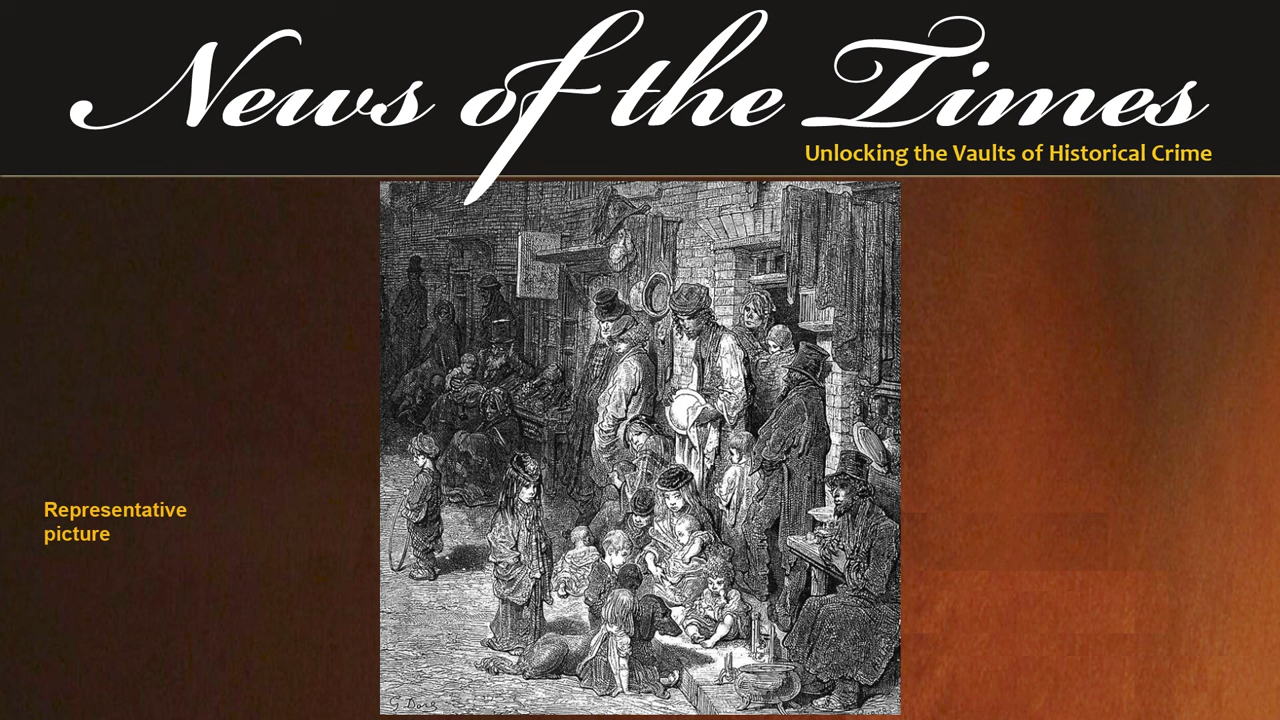 News of the Times
Unlocking the Vaults of Historical Crime
Representative
picture
G Doré